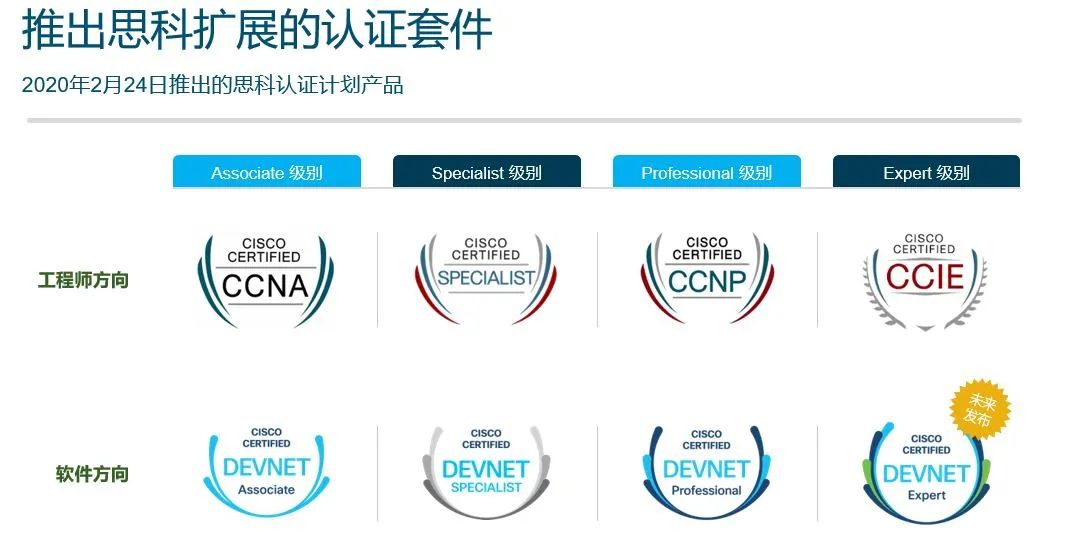 推出思科扩展的认证套件
2020年2月24日推出的思科认证计划产品
Associate 级别
Specialist 级别
Professional 级别
Expert 级别
工程师方向
CISCO
CERTIFIED
CCNA
CISCO
CERTIFIED
SPECIALIST
CISCO
CERTIFIED
CCNP
CISCO
CERTIFIED
CCIE
软件方向
CISCO
CERTIFIED
DEVNET
Associate
CISCO
CERTIFIED
DEVNET
SPECIALIST
CISCO
CERTIFIED
DEVNET
Professional
未来
发布
CISCO
CERTIFIED
DEVNET
Expert